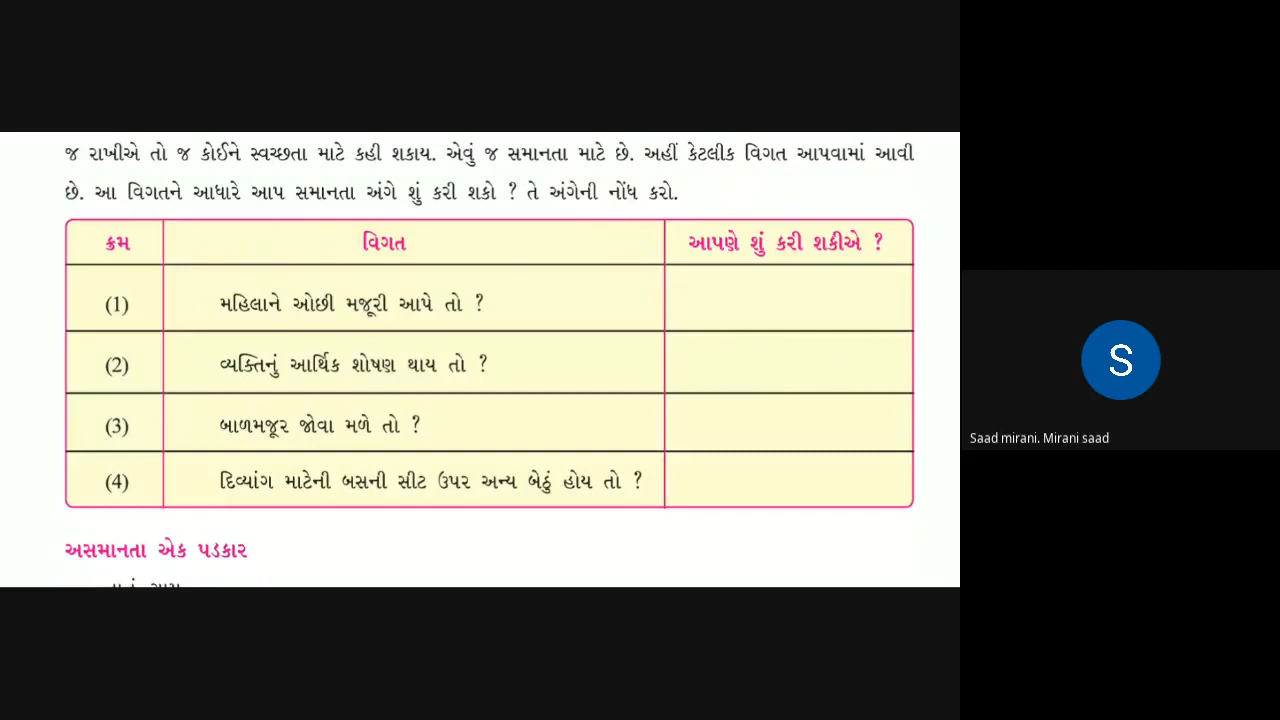 જ રાખીએ તો જ કોઈને સ્વચ્છતા માટે કહી શકાય. એવું જ સમાનતા માટે છે. અહીં કેટલીક વિગત આપવામાં આવી
છે. આ વિગતને આધારે આપ સમાનતા અંગે શું કરી શકો ? તે અંગેની નોંધ કરો.
ક્રમ વિગત આપણે શું કરી શકીએ ?
(1) મહિલાને ઓછી મજૂરી આપે તો ?
(2) વ્યક્તિનું આર્થિક શોષણ થાય તો ?
(3) બાળમજૂર જોવા મળે તો ?
(4) દિવ્યાંગ માટેની બસની સીટ ઉપર અન્ય બેઠું હોય તો ?
અસમાનતા એક પડકાર
S
Saad mirani. Mirani saad